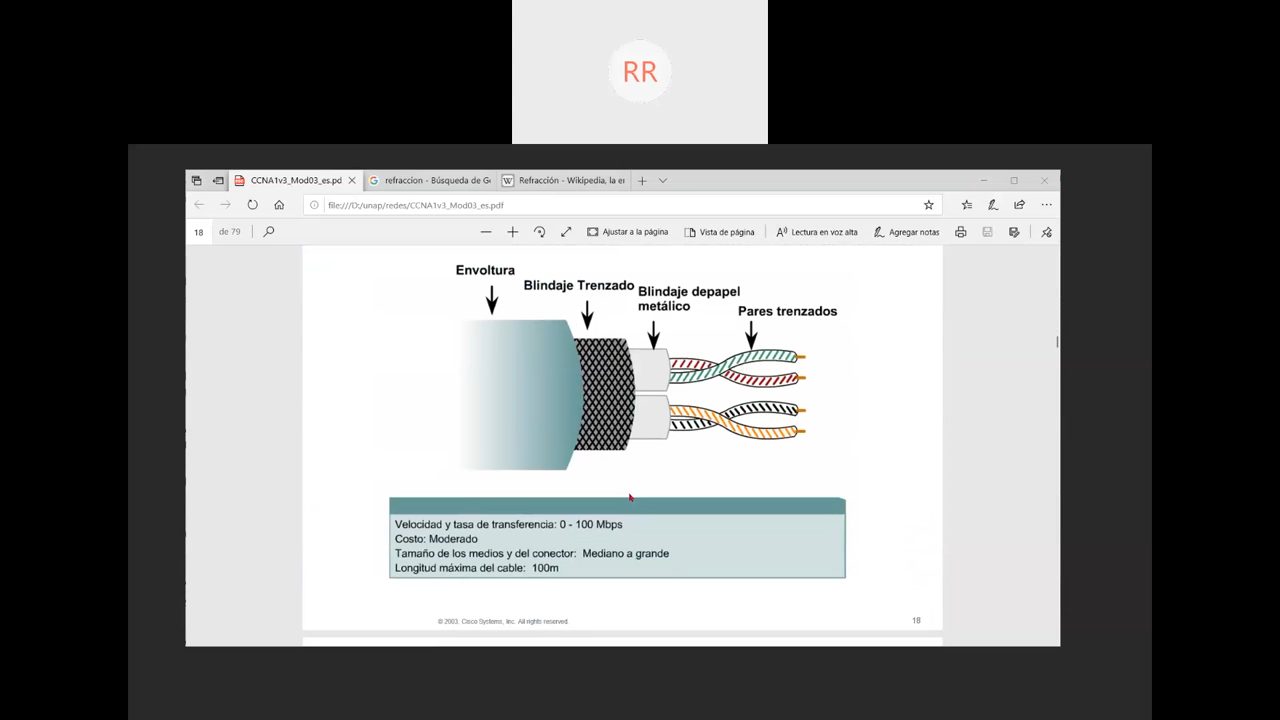 RR
CCNA1v3_Mod03_es.pd
refraccion - Búsqueda de G
W Refracción - Wikipedia, la e
file:///D:/unap/redes/CCNA1v3_Mod03_es.pdf
18 de 79
Ajustar a la página
Vista de página
Lectura en voz alta
Agregar notas
Envoltura
Blindaje Trenzado
Blindaje depapel
metálico
Pares trenzados
Velocidad y tasa de transferencia: 0 - 100 Mbps
Costo: Moderado
Tamaño de los medios y del conector: Mediano a grande
Longitud máxima del cable: 100m
© 2003, Cisco Systems, Inc. All rights reserved.
18